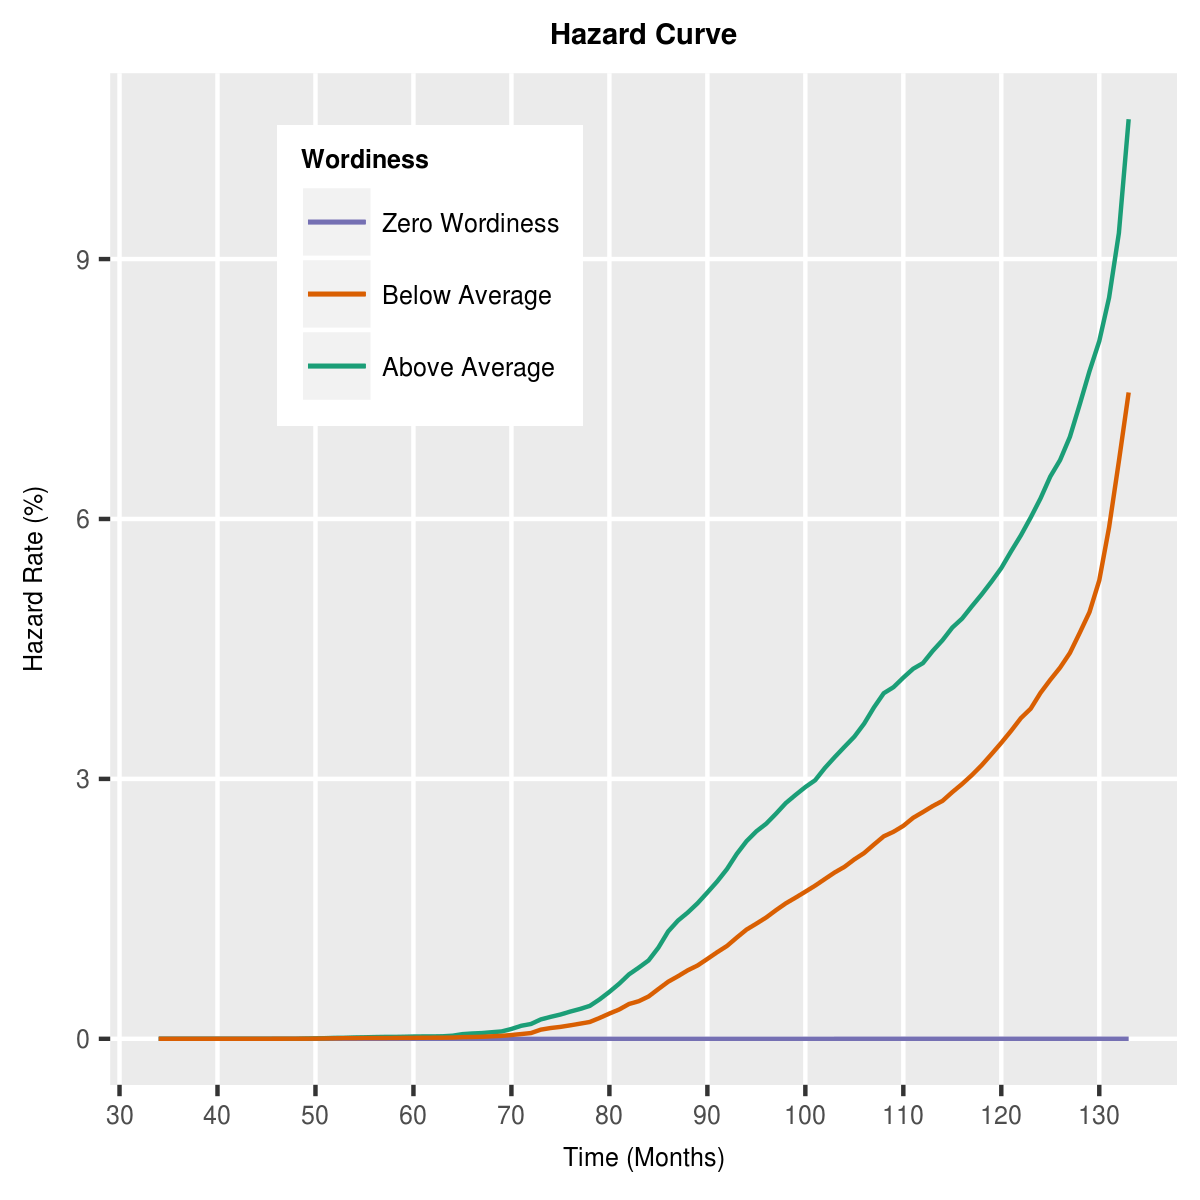 Hazard Curve
Wordiness
Zero Wordiness
Below Average
Above Average
Hazard Rate (%)
9
6
3
0
30 40 50 60 70 80 90 100 110 120 130
Time (Months)